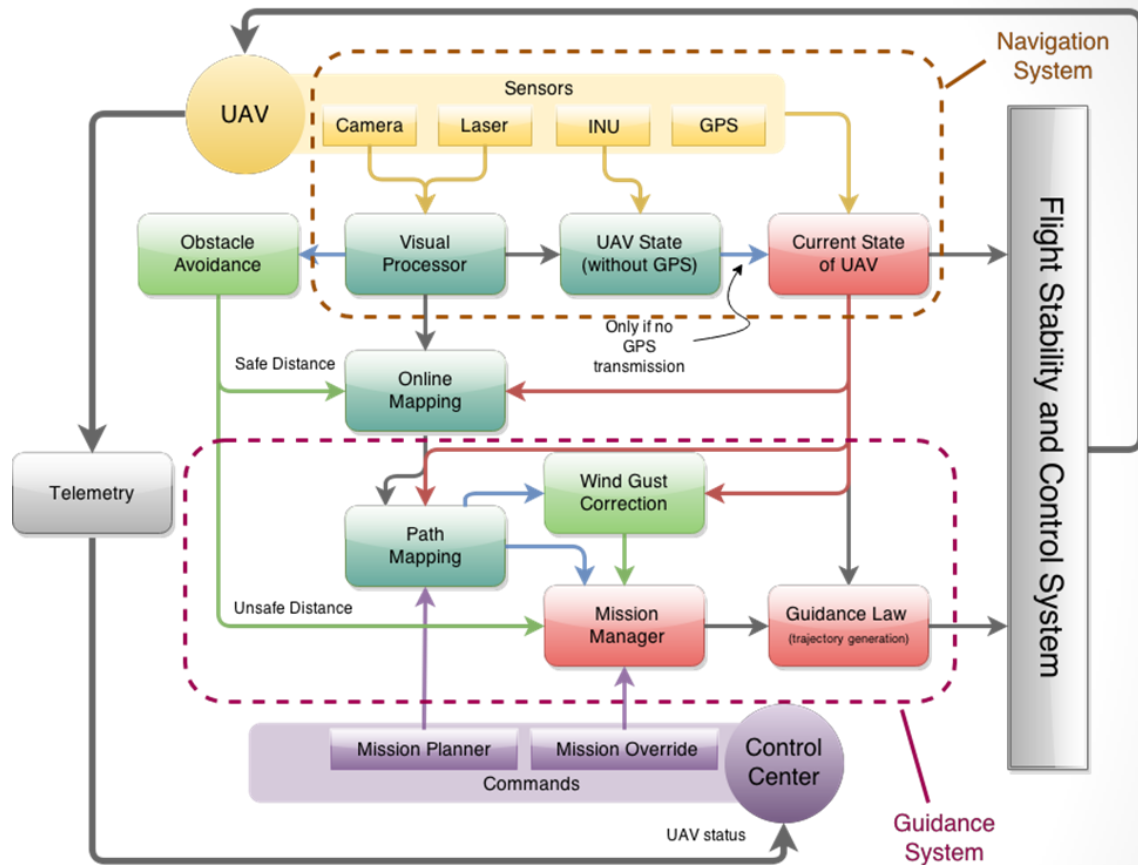 Navigation
System
UAV
Sensors
Camera
Laser
INU
GPS
Obstacle
Avoidance
Visual
Processor
UAV State
(without GPS)
Current State
of UAV
Flight Stability and Control System
Only if no
GPS
transmission
Safe Distance
Online
Mapping
Telemetry
Wind Gust
Correction
Path
Mapping
Unsafe Distance
Mission
Manager
Guidance Law
(trajectory generation)
Mission Planner
Mission Override
Commands
Control
Center
UAV status
Guidance
System